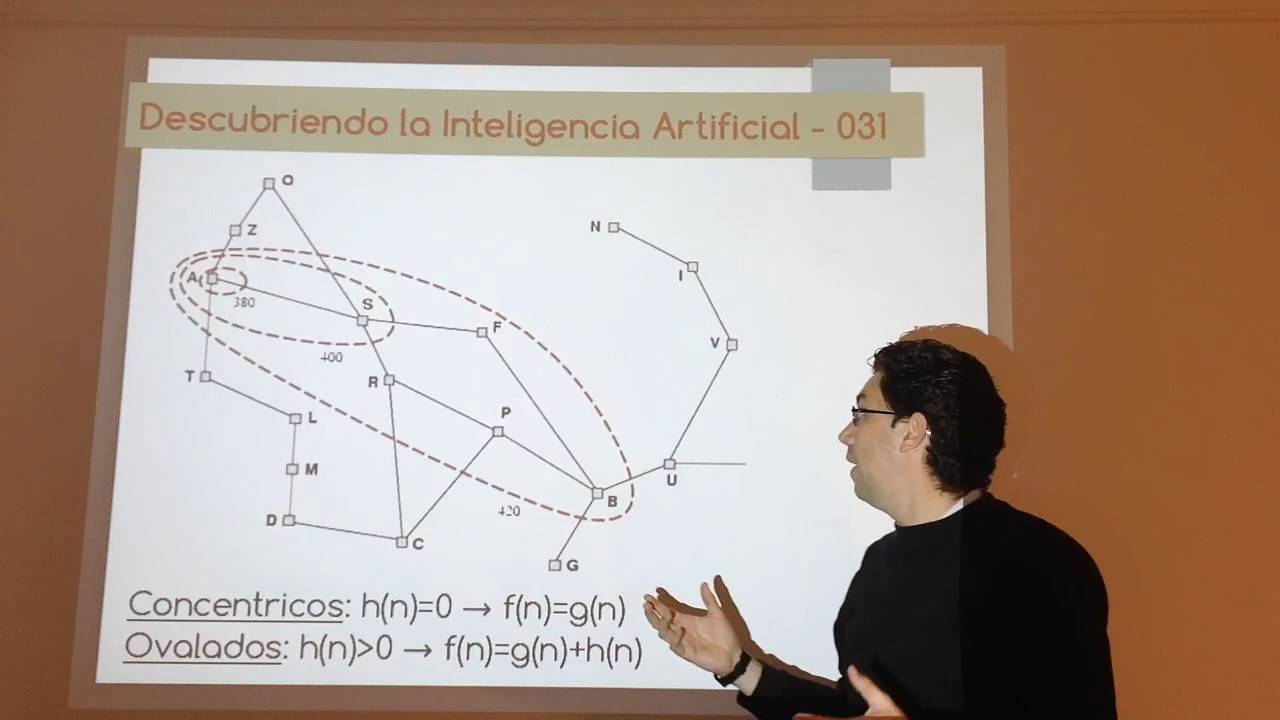 Descubriendo la Inteligencia Artificial - 031
O
Z
N
A
I
380
S
F
V
400
T
R
P
L
M
U
B
D
420
C
G
Concentricos: h(n)=0 → f(n)=g(n)
Ovalados: h(n)>0 → f(n)=g(n)+h(n)